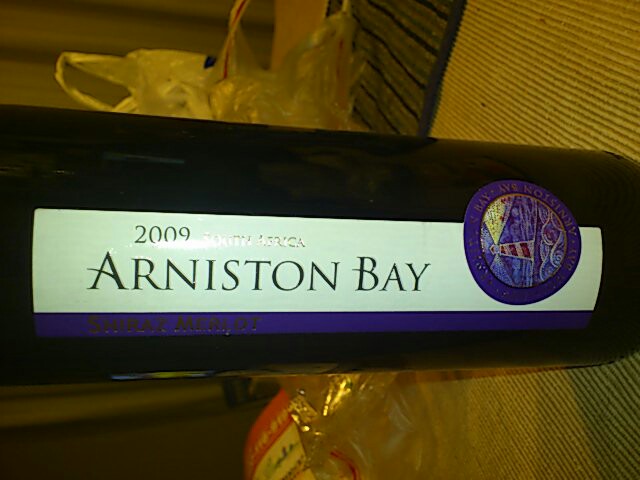 2009 SOUTH AFRICA
ARNISTON BAY
SHIRAZ MERLOT